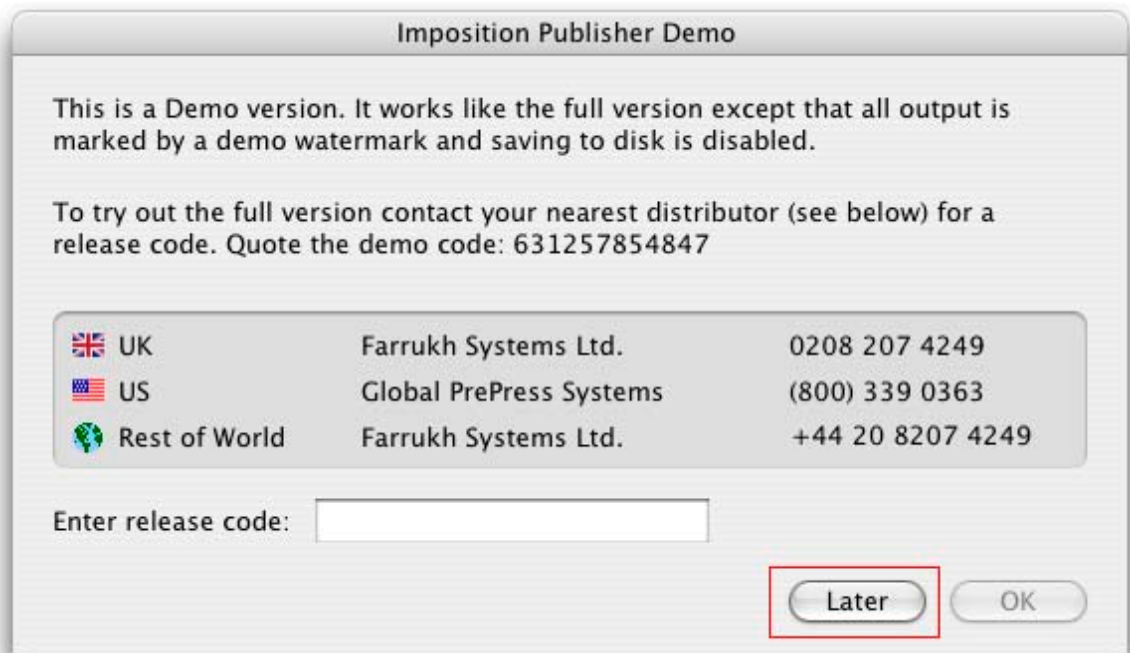 Imposition Publisher Demo
This is a Demo version. It works like the full version except that all output is
marked by a demo watermark and saving to disk is disabled.
To try out the full version contact your nearest distributor (see below) for a
release code. Quote the demo code: 631257854847
UK Farrukh Systems Ltd. 0208 207 4249
US Global PrePress Systems (800) 339 0363
Rest of World Farrukh Systems Ltd. +44 20 8207 4249
Enter release code:
Later OK